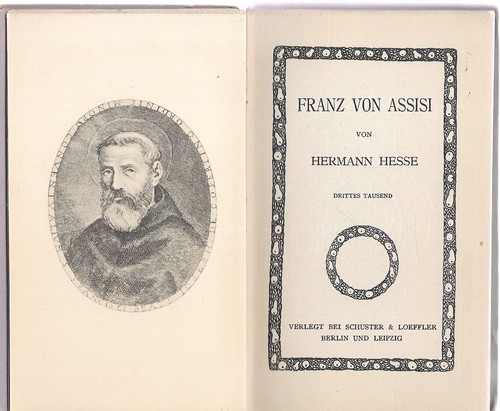 FRANZ VON ASSISI
VON
HERMANN HESSE
DRITTES TAUSEND
VERLEGT BEI SCHUSTER & LOEFFLER
BERLIN UND LEIPZIG